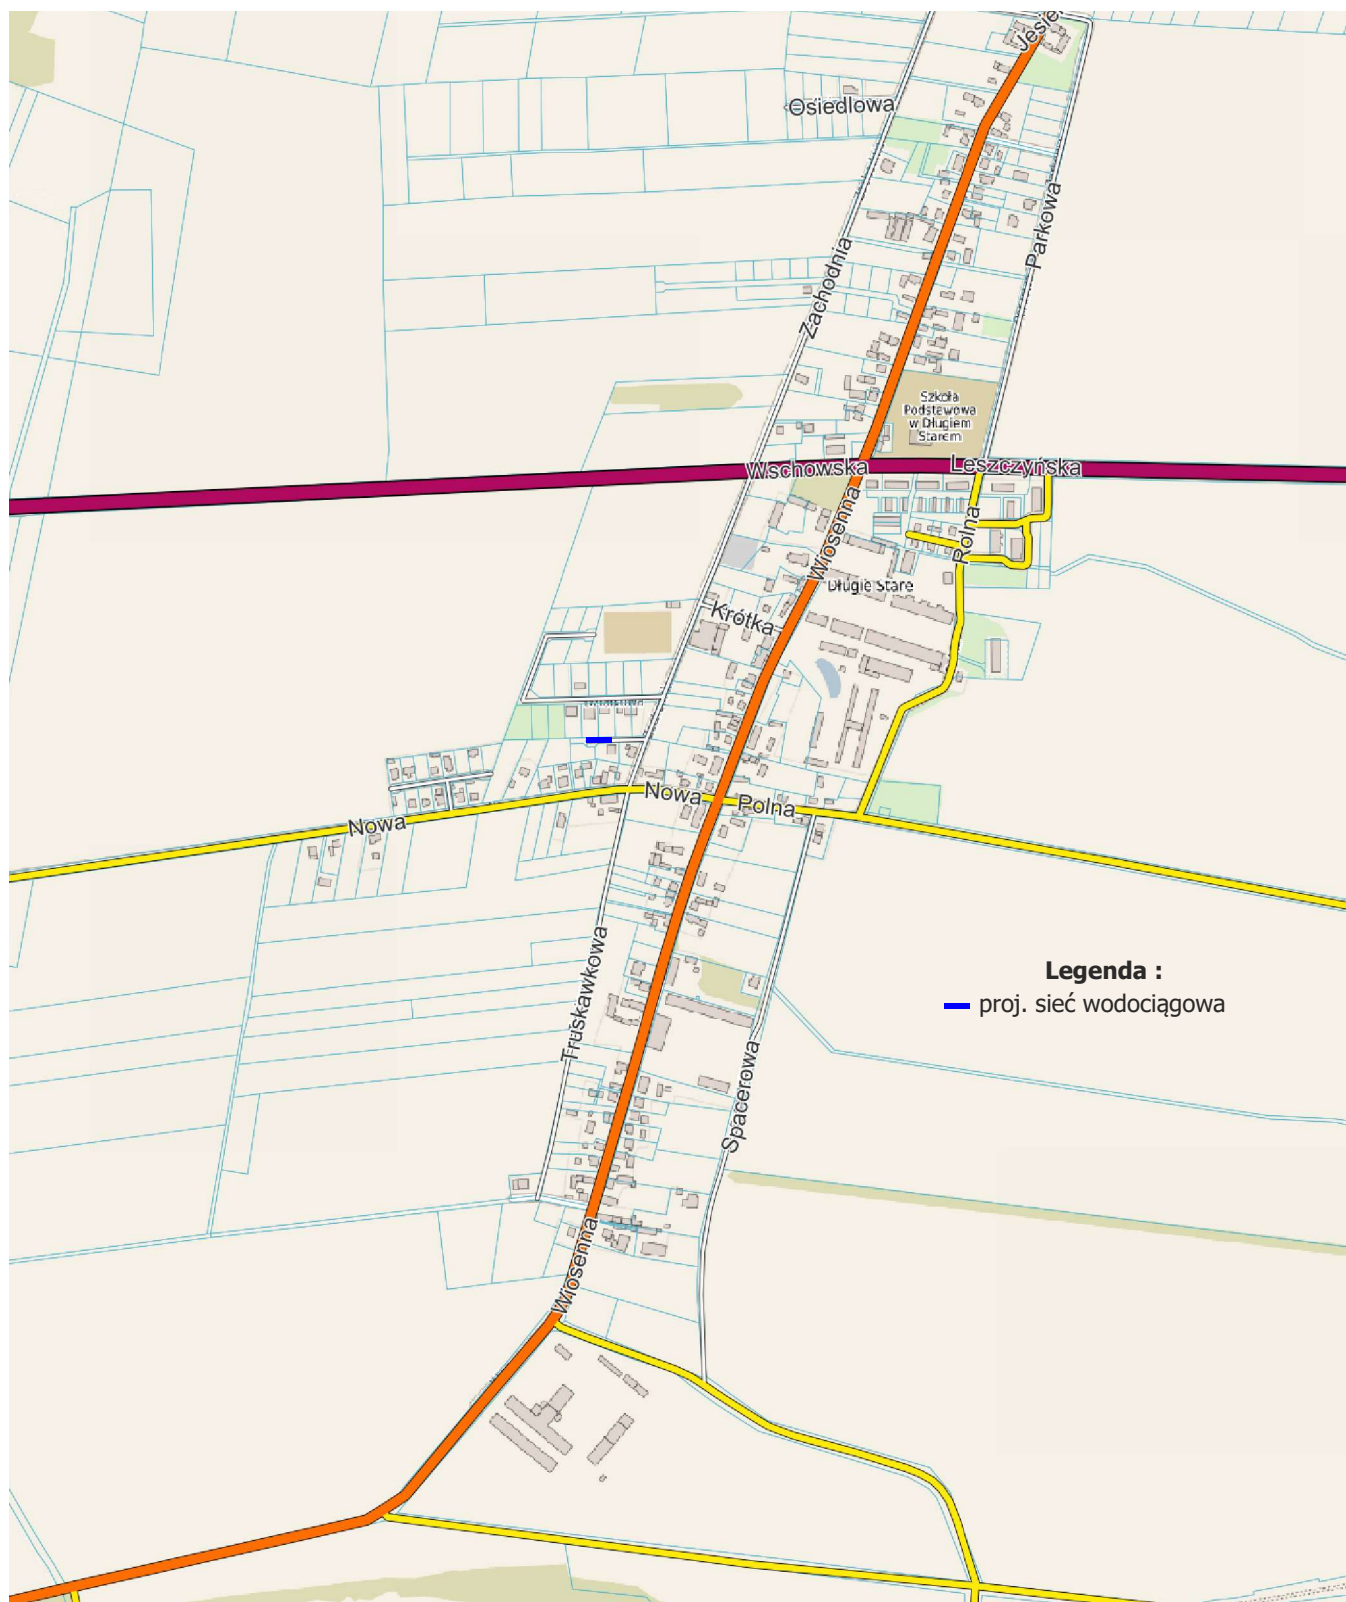 Jesie
Osiedlowa
Parkowa
Zachodnia
Szkoła
Podstawowa
w Długiem
Starem
Wschowska
Leszczyńska
Wiosenna
Rolna
Długie Stare
Krótka
Nowa
Polna
Nowa
Truskawkowa
Legenda :
proj. sieć wodociągowa
Spacerowa
Wiosenna